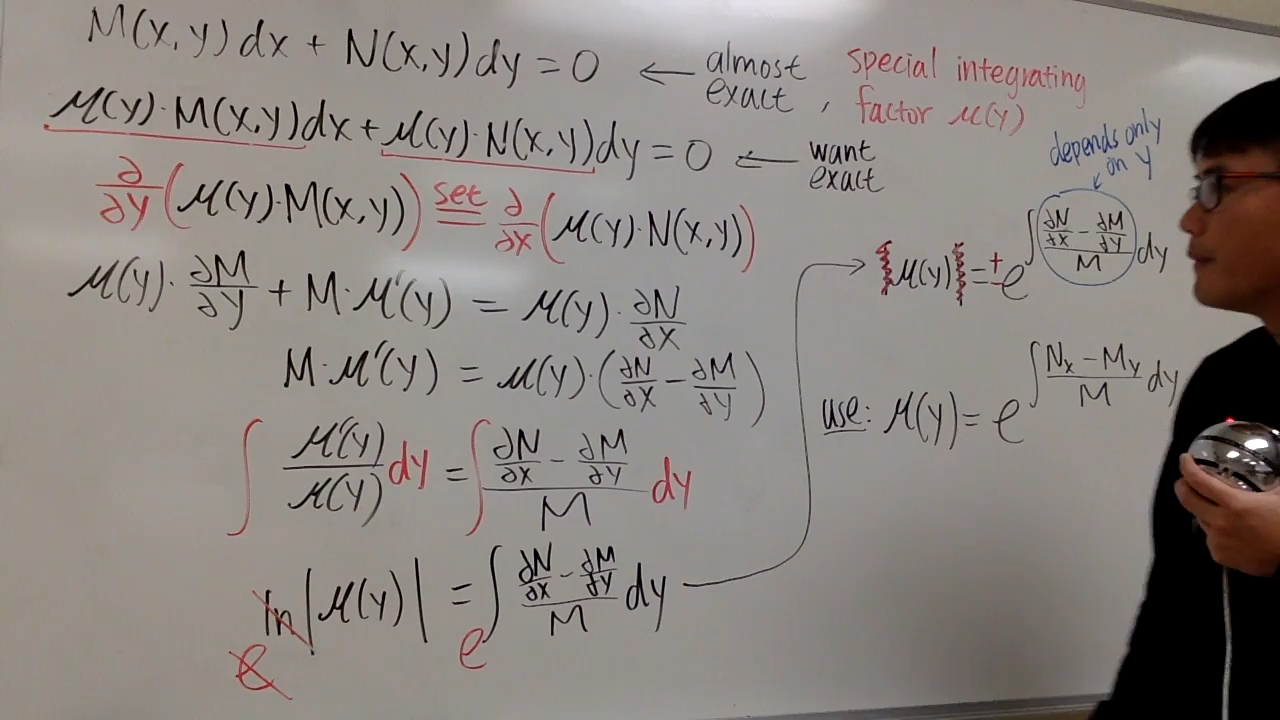 M(x,y)dx + N(x,y)dy = 0 ← almost exact, special integrating factor μ(y)
μ(y)·M(x,y)dx + μ(y)·N(x,y)dy = 0 ← want exact
∂/∂y (μ(y)·M(x,y)) set = ∂/∂x (μ(y)·N(x,y))
μ(y)·∂M/∂y + M·μ'(y) = μ(y)·∂N/∂x
M·μ'(y) = μ(y)·(∂N/∂x − ∂M/∂y)
∫ μ'(y)/μ(y) dy = ∫ (∂N/∂x − ∂M/∂y)/M dy
e^ln|μ(y)| = e^∫ (∂N/∂x − ∂M/∂y)/M dy
depends only
on y
|μ(y)| = ± e^∫ (∂N/∂x − ∂M/∂y)/M dy
use: μ(y) = e^∫ (Nx − My)/M dy